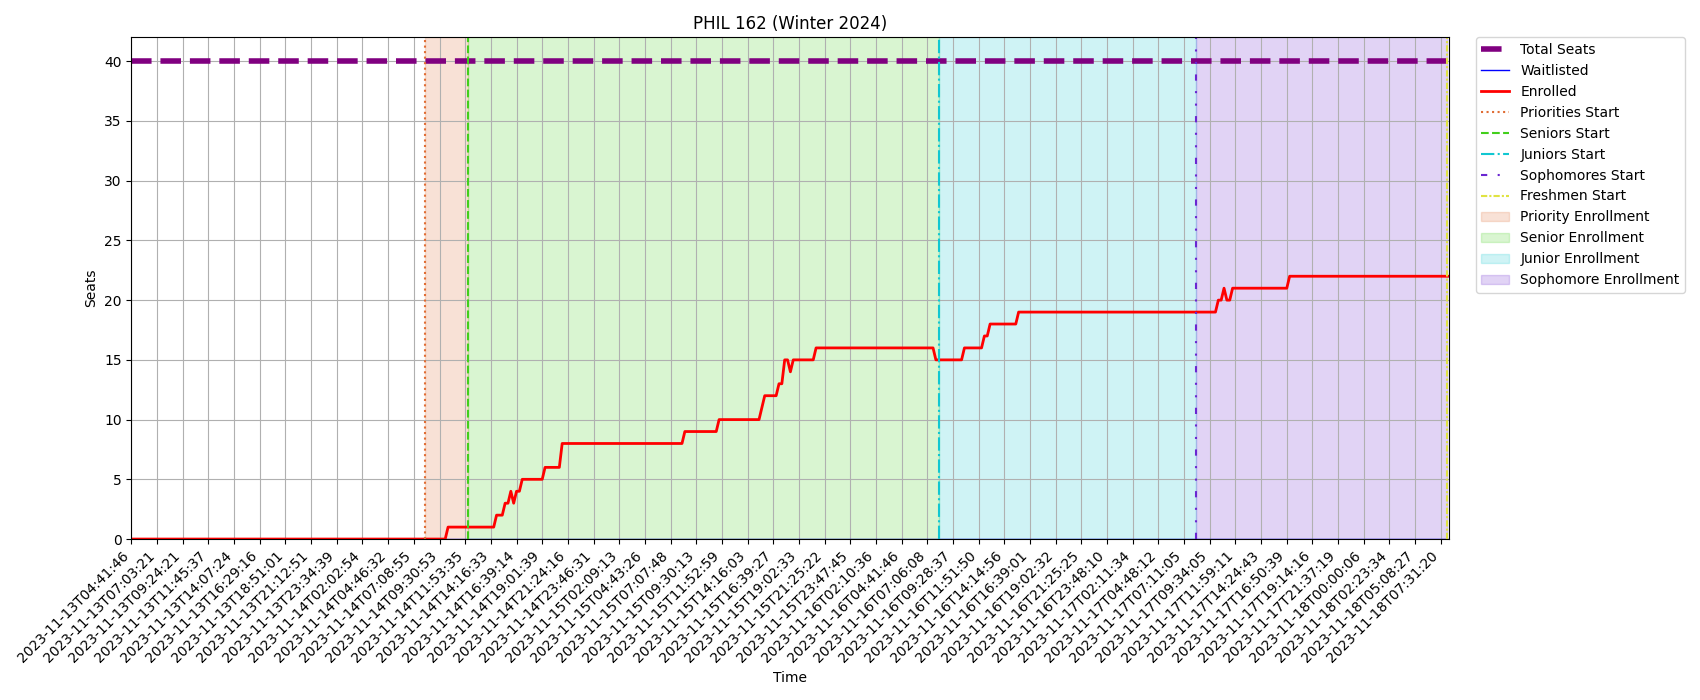 PHIL 162 (Winter 2024)
Seats
40
35
30
25
20
15
10
5
0
2023-11-13T04:41:46
2023-11-13T07:03:21
2023-11-13T09:24:21
2023-11-13T11:45:37
2023-11-13T14:07:24
2023-11-13T16:29:16
2023-11-13T18:51:01
2023-11-13T21:12:51
2023-11-13T23:34:39
2023-11-14T02:02:54
2023-11-14T04:46:32
2023-11-14T07:08:55
2023-11-14T09:30:53
2023-11-14T11:53:35
2023-11-14T14:16:33
2023-11-14T16:39:14
2023-11-14T19:01:39
2023-11-14T21:24:16
2023-11-14T23:46:31
2023-11-15T02:09:13
2023-11-15T04:43:26
2023-11-15T07:07:48
2023-11-15T09:30:13
2023-11-15T11:52:59
2023-11-15T14:16:03
2023-11-15T16:39:27
2023-11-15T19:02:33
2023-11-15T21:25:22
2023-11-15T23:47:45
2023-11-16T02:10:36
2023-11-16T04:41:46
2023-11-16T07:06:08
2023-11-16T09:28:37
2023-11-16T11:51:50
2023-11-16T14:14:56
2023-11-16T16:39:01
2023-11-16T19:02:32
2023-11-16T21:25:25
2023-11-16T23:48:10
2023-11-17T02:11:34
2023-11-17T04:48:12
2023-11-17T07:11:05
2023-11-17T09:34:05
2023-11-17T11:59:11
2023-11-17T14:24:43
2023-11-17T16:50:39
2023-11-17T19:14:16
2023-11-17T21:37:19
2023-11-18T00:00:06
2023-11-18T02:23:34
2023-11-18T05:08:27
2023-11-18T07:31:20
Time
Total Seats
Waitlisted
Enrolled
Priorities Start
Seniors Start
Juniors Start
Sophomores Start
Freshmen Start
Priority Enrollment
Senior Enrollment
Junior Enrollment
Sophomore Enrollment